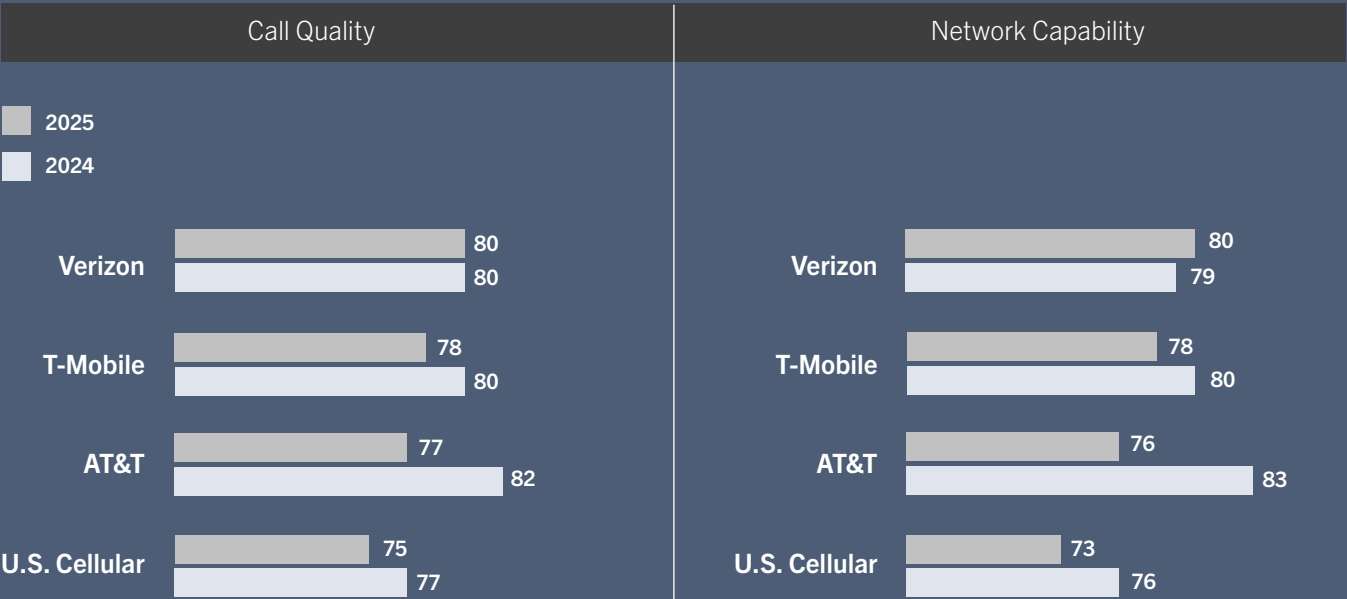 Call Quality
Network Capability
2025
2024
Verizon
80
80
T-Mobile
78
80
AT&T
77
82
U.S. Cellular
75
77
Verizon
80
79
T-Mobile
78
80
AT&T
76
83
U.S. Cellular
73
76